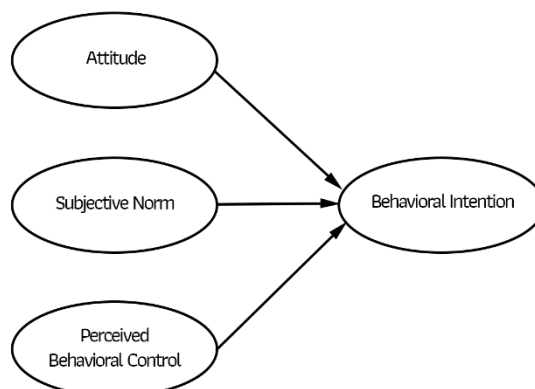 Attitude
Subjective Norm
Behavioral Intention
Perceived
Behavioral Control